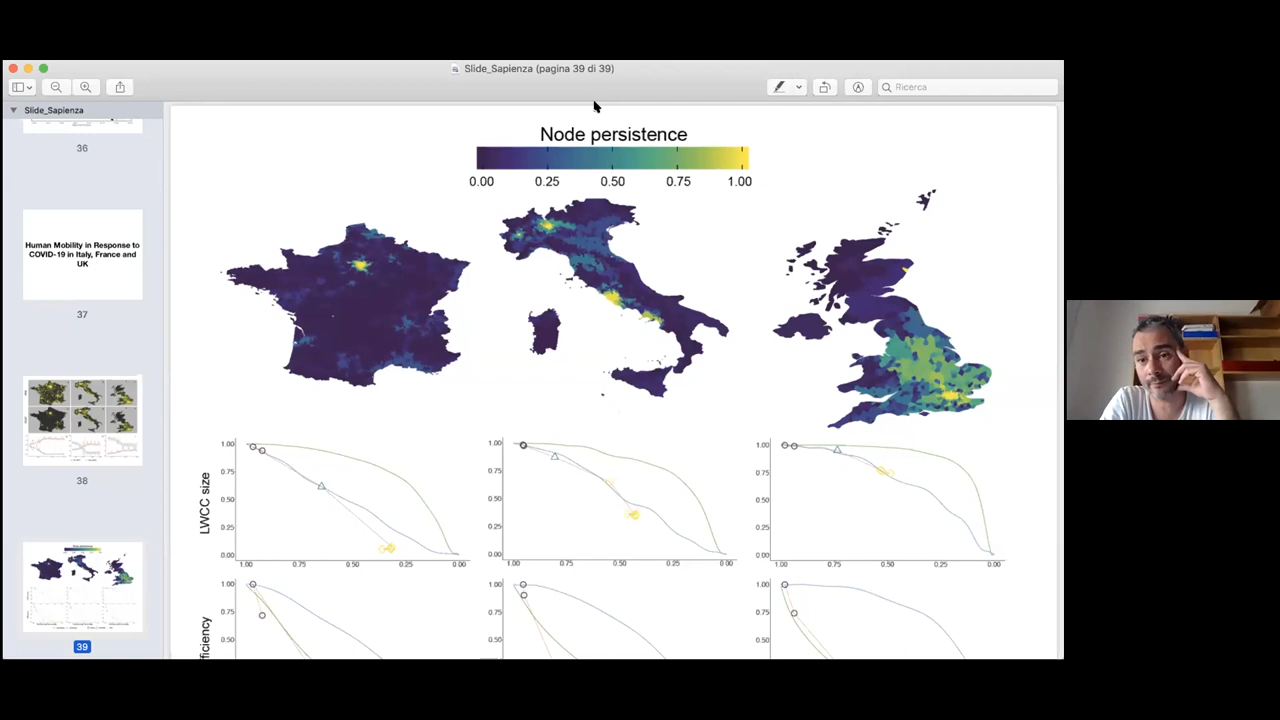 Slide_Sapienza (pagina 39 di 39)
Ricerca
Slide_Sapienza
36
Human Mobility in Response to
COVID-19 in Italy, France and
UK
37
38
39
Node persistence
0.00 0.25 0.50 0.75 1.00
LWCC size
1.00
0.75
0.50
0.25
0.00
1.00 0.75 0.50 0.25 0.00
1.00
0.75
0.50
0.25
0.00
1.00 0.75 0.50 0.25 0.00
1.00
0.75
0.50
0.25
0.00
1.00 0.75 0.50 0.25 0.00
ficiency
1.00
0.75
0.50
1.00
0.75
0.50
1.00
0.75
0.50